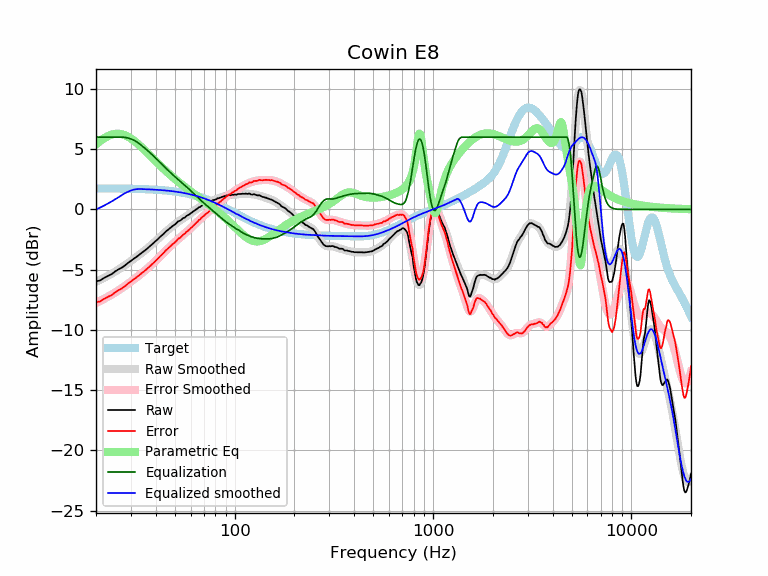 Cowin E8
10
5
0
−5
−10
−15
−20
−25
Amplitude (dBr)
Target
Raw Smoothed
Error Smoothed
Raw
Error
Parametric Eq
Equalization
Equalized smoothed
100
1000
10000
Frequency (Hz)